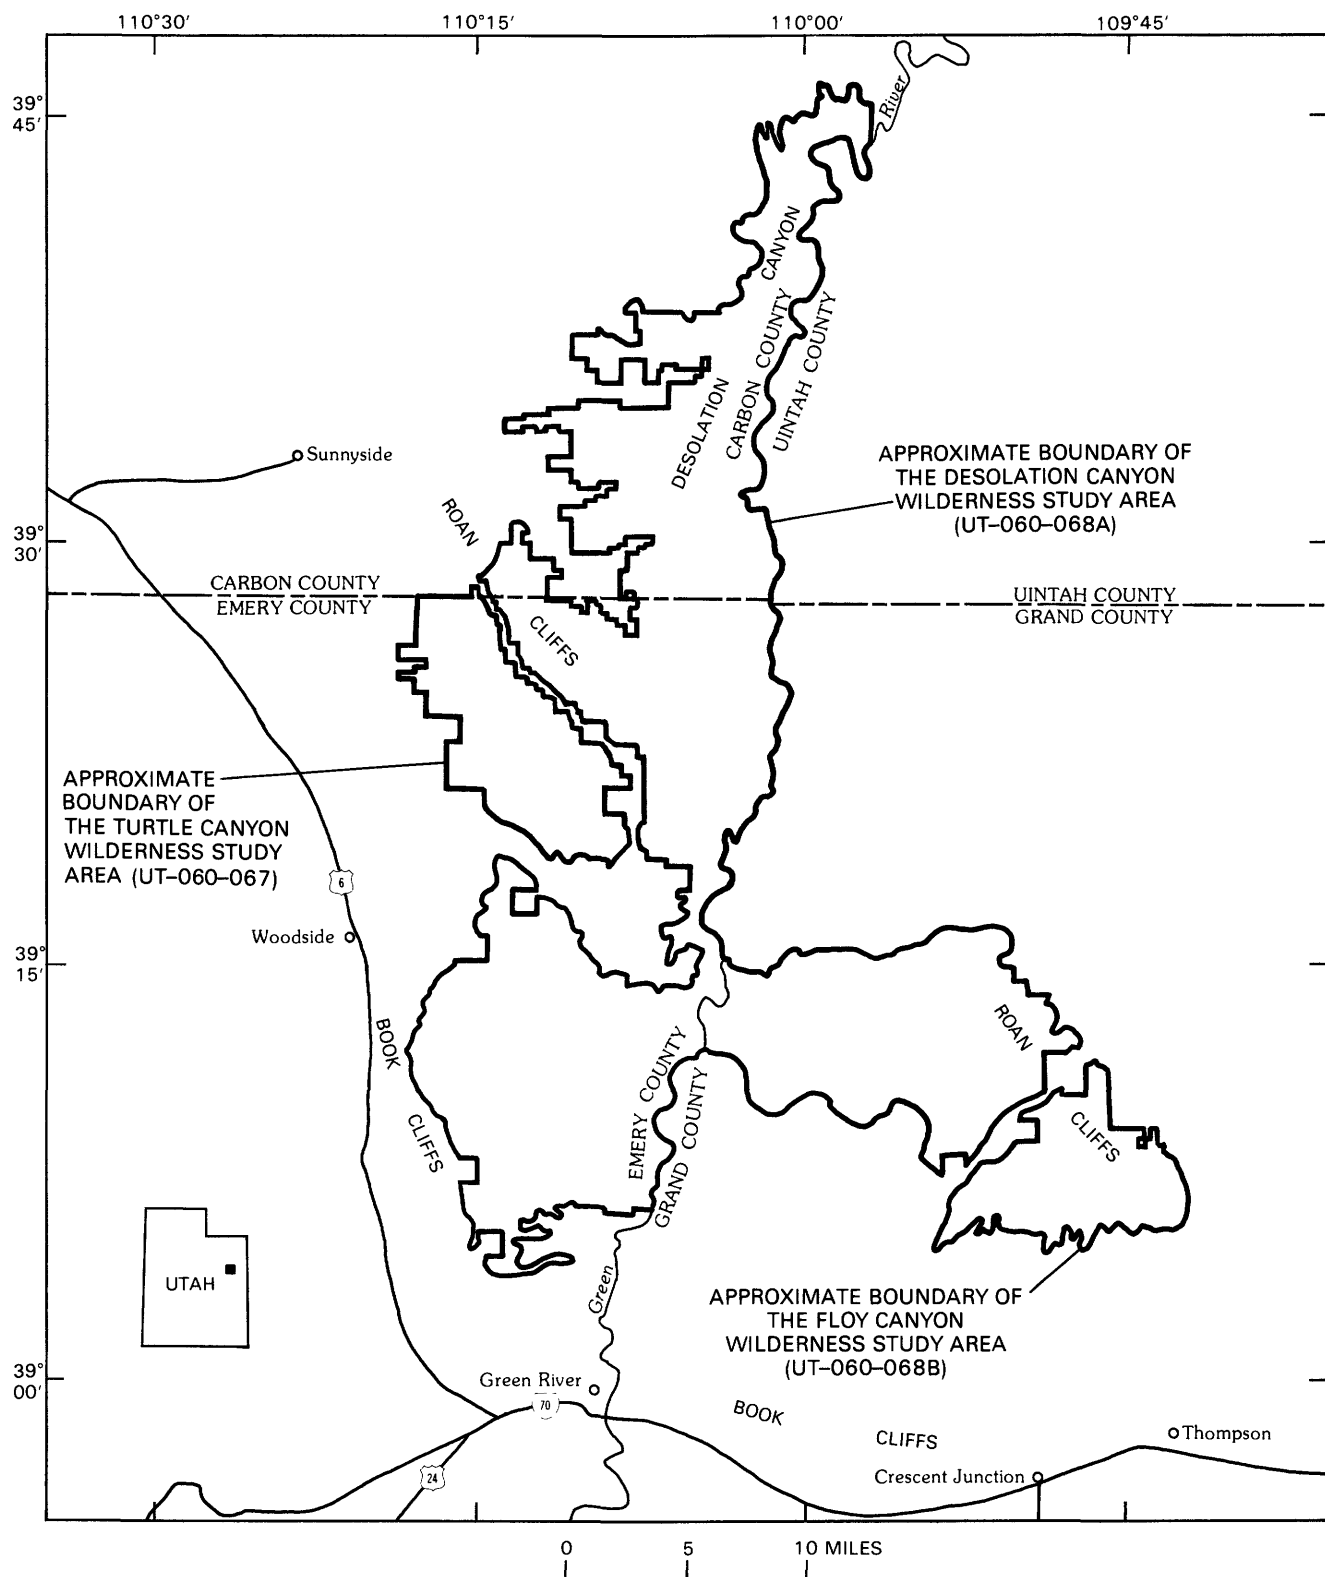 110°30′
110°15′
110°00′
109°45′
39°
45′
River
CANYON
DESOLATION
CARBON COUNTY
UINTAH COUNTY
Sunnyside
APPROXIMATE BOUNDARY OF
THE DESOLATION CANYON
WILDERNESS STUDY AREA
(UT–060–068A)
ROAN
39°
30′
CARBON COUNTY
EMERY COUNTY
UINTAH COUNTY
GRAND COUNTY
CLIFFS
APPROXIMATE
BOUNDARY OF
THE TURTLE CANYON
WILDERNESS STUDY
AREA (UT–060–067)
6
Woodside
39°
15′
BOOK
CLIFFS
EMERY COUNTY
GRAND COUNTY
ROAN
CLIFFS
UTAH
Green
APPROXIMATE BOUNDARY OF
THE FLOY CANYON
WILDERNESS STUDY AREA
(UT–060–068B)
39°
00′
Green River
70
BOOK
CLIFFS
Thompson
24
Crescent Junction
0 5 10 MILES